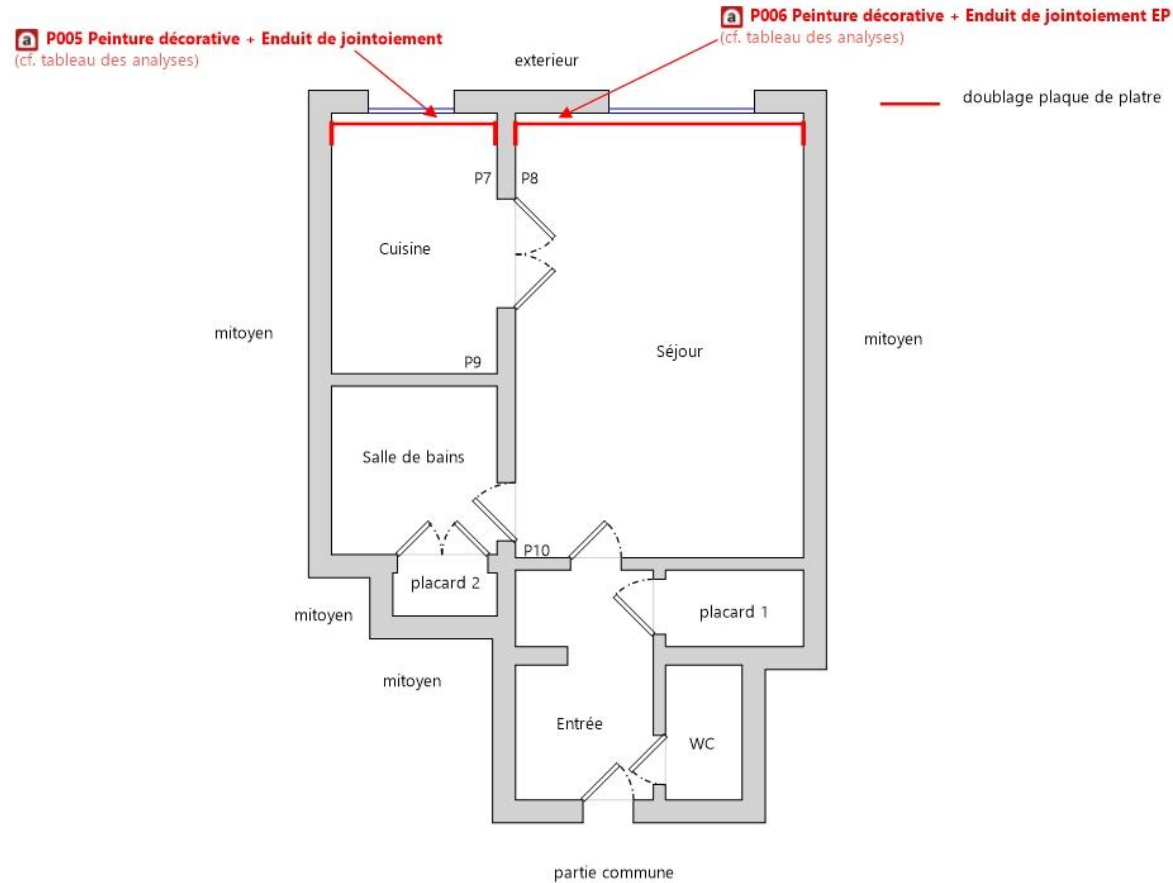 a P006 Peinture décorative + Enduit de jointoiement EP
(cf. tableau des analyses)
a P005 Peinture décorative + Enduit de jointoiement
(cf. tableau des analyses)
exterieur
doublage plaque de platre
P7 P8
Cuisine
mitoyen
mitoyen
Séjour
P9
Salle de bains
P10
placard 2
placard 1
mitoyen
mitoyen
Entrée
WC
partie commune